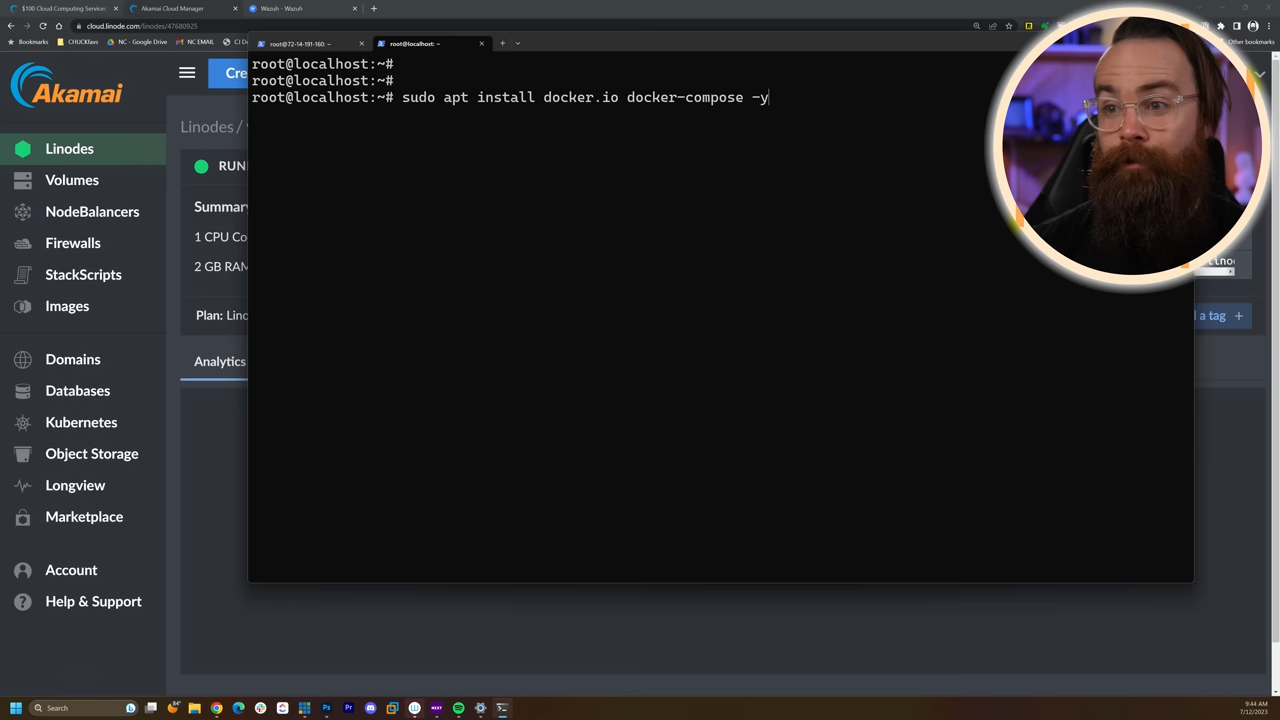 $100 Cloud Computing Services
Akamai Cloud Manager
Wazuh - Wazuh
cloud.linode.com/linodes/47680925
Bookmarks
CHUCKfavs
NC - Google Drive
NC EMAIL
Other bookmarks
root@72-14-191-160: ~
root@localhost: ~
root@localhost:~#
root@localhost:~#
root@localhost:~# sudo apt install docker.io docker-compose -y
Akamai
Linodes
Volumes
NodeBalancers
Firewalls
StackScripts
Images
Domains
Databases
Kubernetes
Object Storage
Longview
Marketplace
Account
Help & Support
Cre
Linodes /
RUN
Summar
1 CPU Co
2 GB RAM
Plan: Lino
Analytics
d a tag +
Search
84°
9:44 AM
7/12/2023